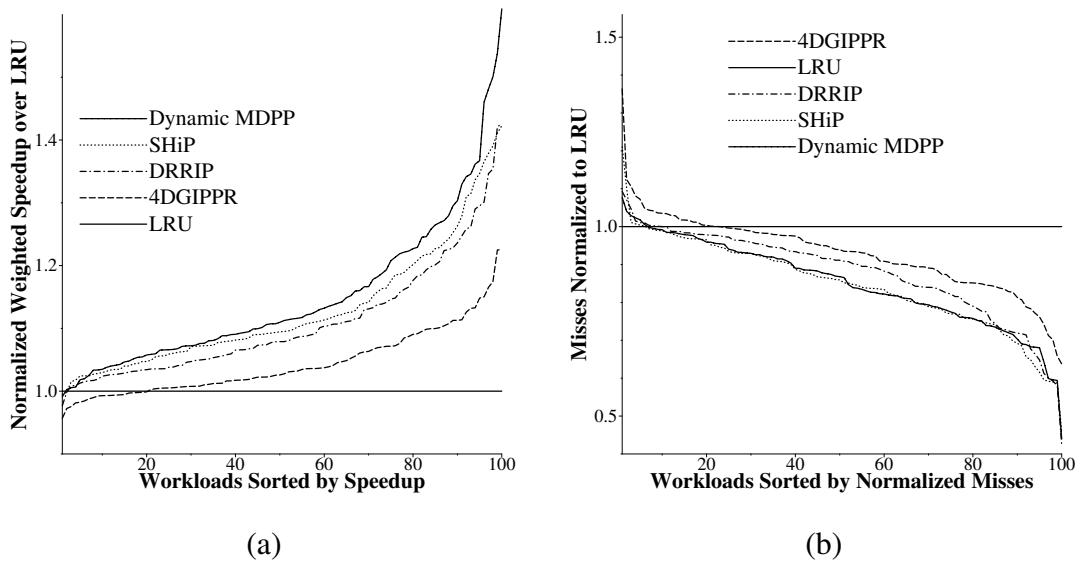 Normalized Weighted Speedup over LRU
1.4
1.2
1.0
Dynamic MDPP
SHiP
DRRIP
4DGIPPR
LRU
20
40
60
80
100
Workloads Sorted by Speedup
(a)
Misses Normalized to LRU
1.5
1.0
0.5
4DGIPPR
LRU
DRRIP
SHiP
Dynamic MDPP
20
40
60
80
100
Workloads Sorted by Normalized Misses
(b)